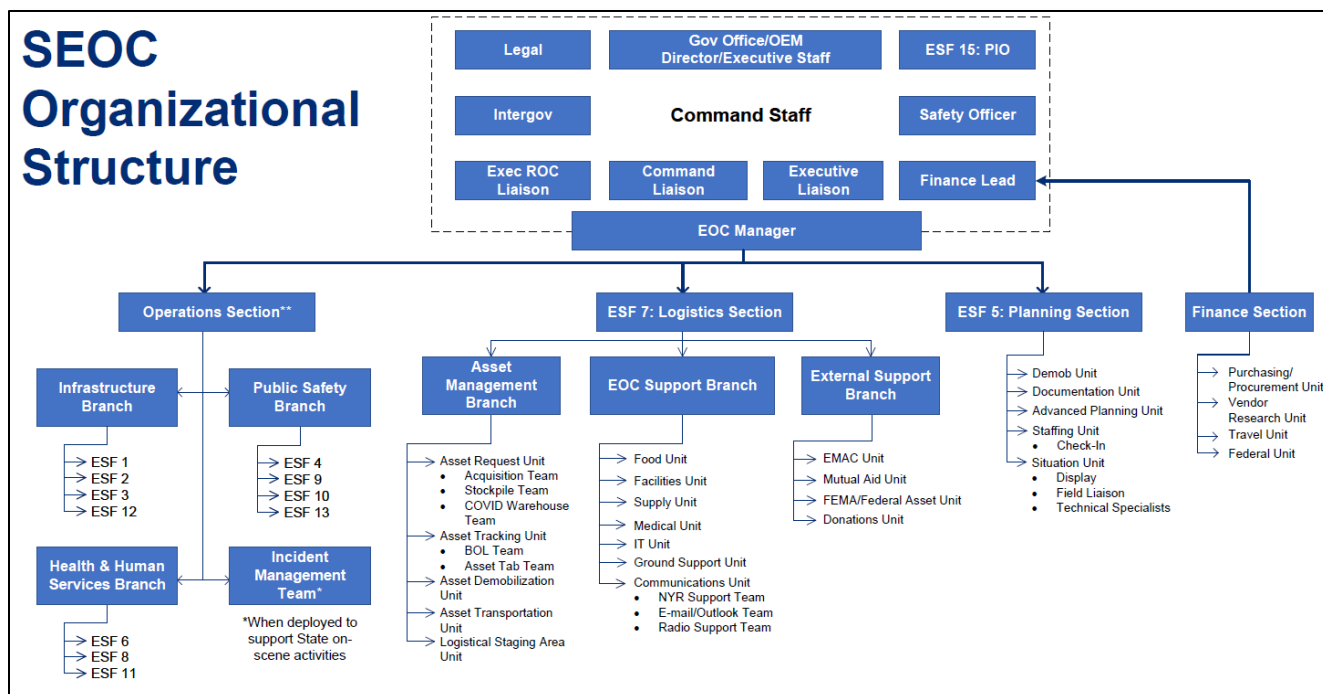 SEOC
Organizational
Structure
Legal
Gov Office/OEM
Director/Executive Staff
ESF 15: PIO
Intergov
Command Staff
Safety Officer
Exec ROC
Liaison
Command
Liaison
Executive
Liaison
Finance Lead
EOC Manager
Operations Section**
ESF 7: Logistics Section
ESF 5: Planning Section
Finance Section
Infrastructure
Branch
Public Safety
Branch
ESF 1
ESF 2
ESF 3
ESF 12
ESF 4
ESF 9
ESF 10
ESF 13
Health & Human
Services Branch
Incident
Management
Team*
ESF 6
ESF 8
ESF 11
*When deployed to
support State on-
scene activities
Asset
Management
Branch
Asset Request Unit
• Acquisition Team
• Stockpile Team
• COVID Warehouse
Team
Asset Tracking Unit
• BOL Team
• Asset Tab Team
Asset Demobilization
Unit
Asset Transportation
Unit
Logistical Staging Area
Unit
EOC Support Branch
Food Unit
Facilities Unit
Supply Unit
Medical Unit
IT Unit
Ground Support Unit
Communications Unit
• NYR Support Team
• E-mail/Outlook Team
• Radio Support Team
External Support
Branch
EMAC Unit
Mutual Aid Unit
FEMA/Federal Asset Unit
Donations Unit
Demob Unit
Documentation Unit
Advanced Planning Unit
Staffing Unit
• Check-In
Situation Unit
• Display
• Field Liaison
• Technical Specialists
Purchasing/
Procurement Unit
Vendor
Research Unit
Travel Unit
Federal Unit